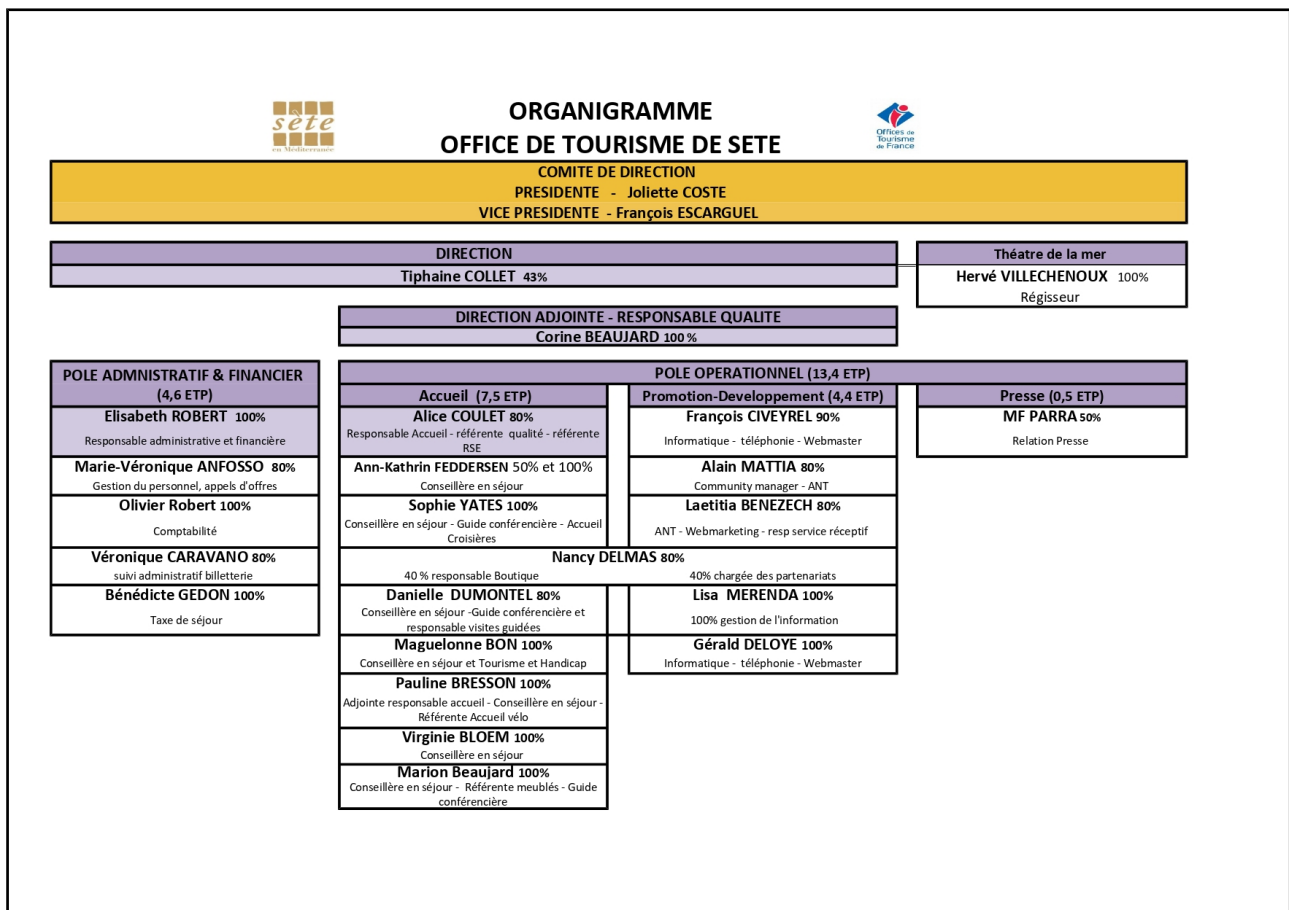 sète
en Méditerranée
ORGANIGRAMME
OFFICE DE TOURISME DE SETE
Offices de
Tourisme
de France
COMITE DE DIRECTION
PRESIDENTE - Joliette COSTE
VICE PRESIDENTE - François ESCARGUEL
DIRECTION
Tiphaine COLLET 43%
Théatre de la mer
Hervé VILLECHENOUX 100%
Régisseur
DIRECTION ADJOINTE - RESPONSABLE QUALITE
Corine BEAUJARD 100 %
POLE ADMNISTRATIF & FINANCIER
(4,6 ETP)
Elisabeth ROBERT 100%
Responsable administrative et financière
Marie-Véronique ANFOSSO 80%
Gestion du personnel, appels d'offres
Olivier Robert 100%
Comptabilité
Véronique CARAVANO 80%
suivi administratif billetterie
Bénédicte GEDON 100%
Taxe de séjour
POLE OPERATIONNEL (13,4 ETP)
Accueil (7,5 ETP)
Alice COULET 80%
Responsable Accueil - référente qualité - référente
RSE
Ann-Kathrin FEDDERSEN 50% et 100%
Conseillère en séjour
Sophie YATES 100%
Conseillère en séjour - Guide conférencière - Accueil
Croisières
Nancy DELMAS 80%
40 % responsable Boutique
40% chargée des partenariats
Danielle DUMONTEL 80%
Conseillère en séjour -Guide conférencière et
responsable visites guidées
Maguelonne BON 100%
Conseillère en séjour et Tourisme et Handicap
Pauline BRESSON 100%
Adjointe responsable accueil - Conseillère en séjour -
Référente Accueil vélo
Virginie BLOEM 100%
Conseillère en séjour
Marion Beaujard 100%
Conseillère en séjour - Référente meublés - Guide
conférencière
Promotion-Developpement (4,4 ETP)
François CIVEYREL 90%
Informatique - téléphonie - Webmaster
Alain MATTIA 80%
Community manager - ANT
Laetitia BENEZECH 80%
ANT - Webmarketing - resp service réceptif
Lisa MERENDA 100%
100% gestion de l'information
Gérald DELOYE 100%
Informatique - téléphonie - Webmaster
Presse (0,5 ETP)
MF PARRA 50%
Relation Presse